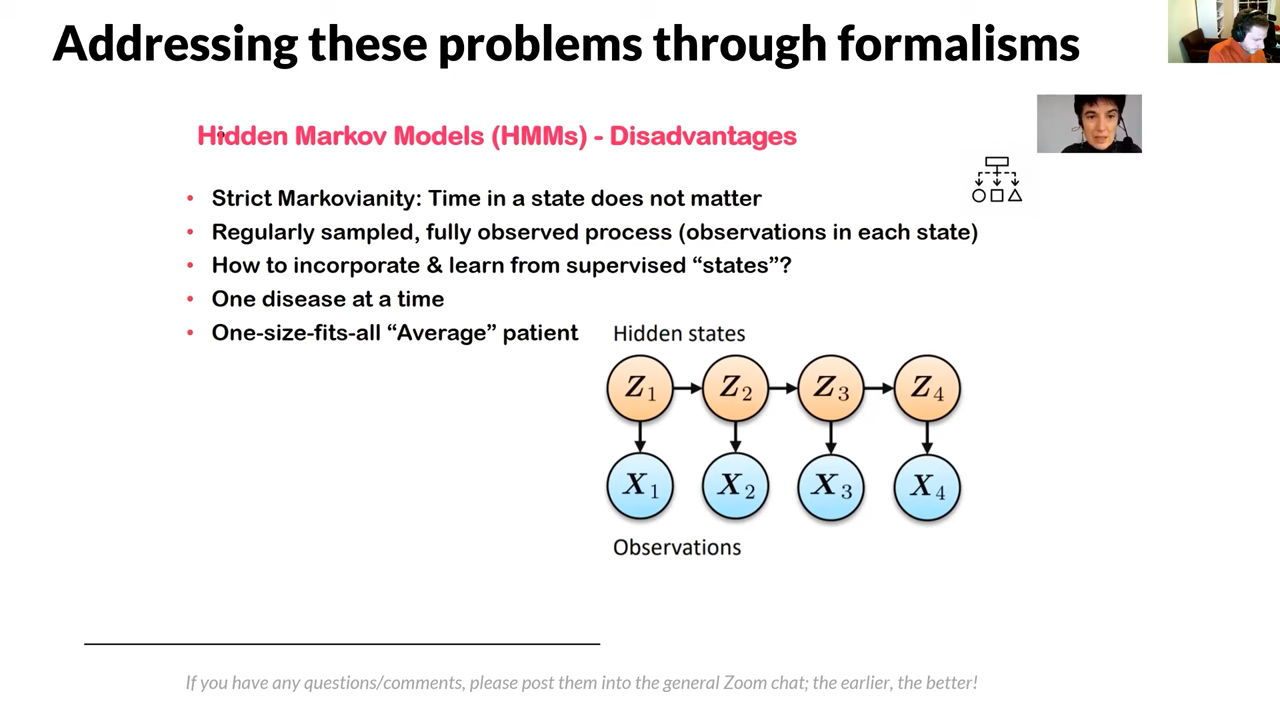 Addressing these problems through formalisms
Hidden Markov Models (HMMs) - Disadvantages
• Strict Markovianity: Time in a state does not matter
• Regularly sampled, fully observed process (observations in each state)
• How to incorporate & learn from supervised “states”?
• One disease at a time
• One-size-fits-all “Average” patient
Hidden states
Z1 Z2 Z3 Z4
X1 X2 X3 X4
Observations
If you have any questions/comments, please post them into the general Zoom chat; the earlier, the better!